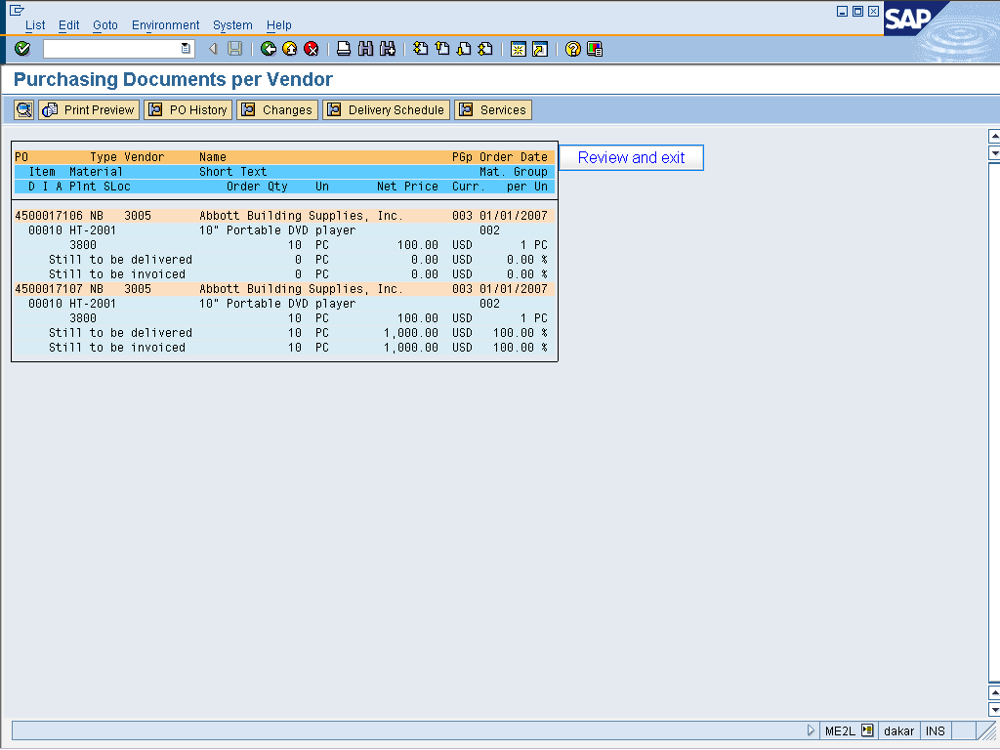 List Edit Goto Environment System Help
SAP
Purchasing Documents per Vendor
Print Preview PO History Changes Delivery Schedule Services
PO Type Vendor Name PGp Order Date
Item Material Short Text Mat. Group
D I A Plnt SLoc Order Qty Un Net Price Curr. per Un
Review and exit
4500017106 NB 3005 Abbott Building Supplies, Inc. 003 01/01/2007
00010 HT-2001 10" Portable DVD player 002
3800 10 PC 100.00 USD 1 PC
Still to be delivered 0 PC 0.00 USD 0.00 %
Still to be invoiced 0 PC 0.00 USD 0.00 %
4500017107 NB 3005 Abbott Building Supplies, Inc. 003 01/01/2007
00010 HT-2001 10" Portable DVD player 002
3800 10 PC 100.00 USD 1 PC
Still to be delivered 10 PC 1,000.00 USD 100.00 %
Still to be invoiced 10 PC 1,000.00 USD 100.00 %
ME2L dakar INS